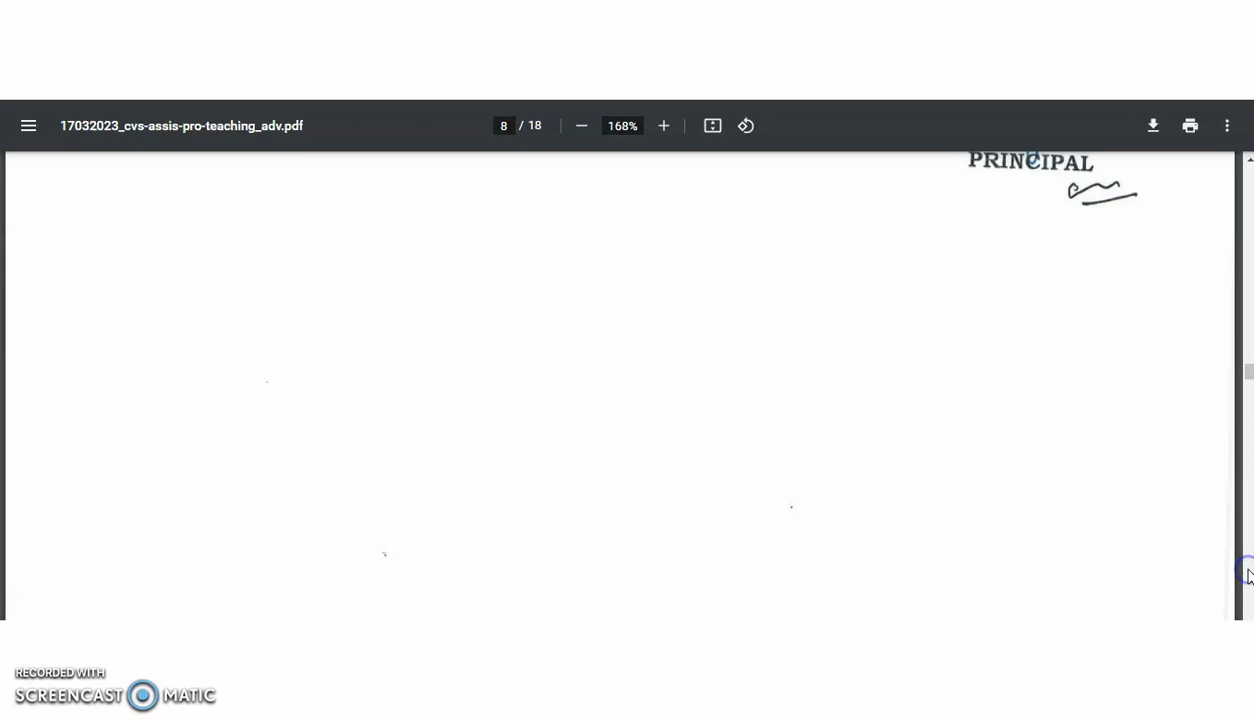 17032023_cvs-assis-pro-teaching_adv.pdf
8 / 18
168%
PRINCIPAL
RECORDED WITH
SCREENCAST MATIC